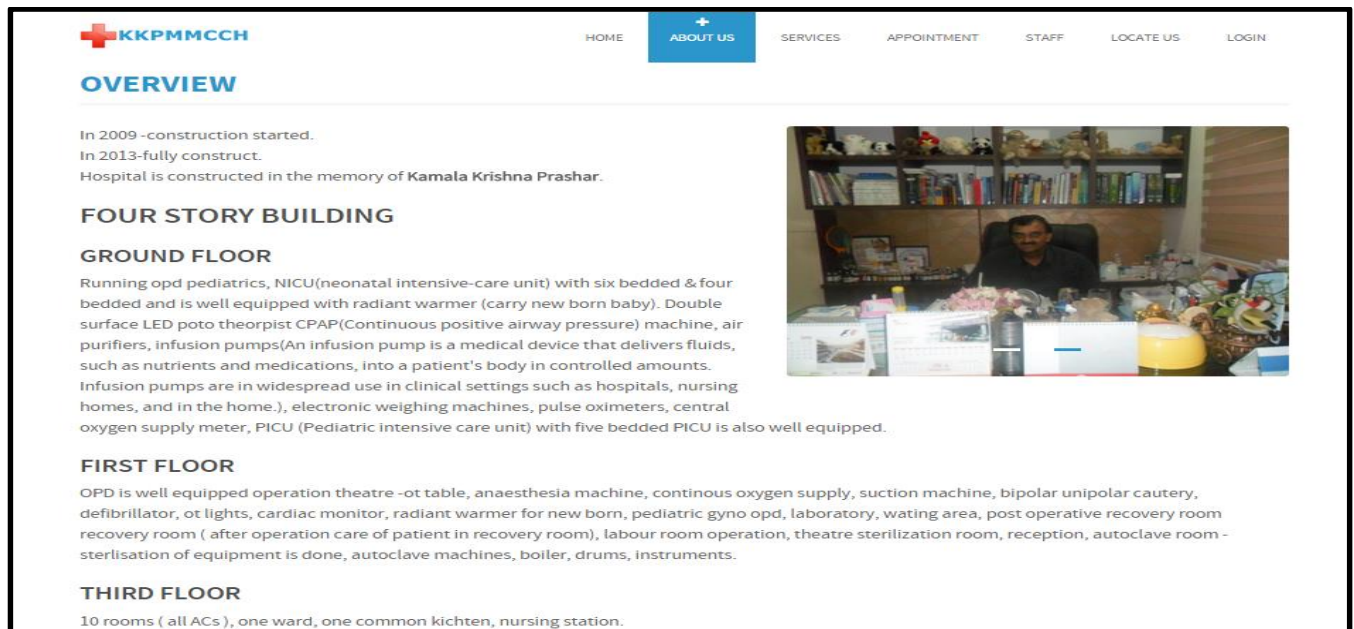 KKPMMCCH
HOME ABOUT US SERVICES APPOINTMENT STAFF LOCATE US LOGIN
OVERVIEW
In 2009 -construction started.
In 2013-fully construct.
Hospital is constructed in the memory of Kamala Krishna Prashar.
FOUR STORY BUILDING
GROUND FLOOR
Running opd pediatrics, NICU(neonatal intensive-care unit) with six bedded & four
bedded and is well equipped with radiant warmer (carry new born baby). Double
surface LED poto theorpist CPAP(Continuous positive airway pressure) machine, air
purifiers, infusion pumps(An infusion pump is a medical device that delivers fluids,
such as nutrients and medications, into a patient's body in controlled amounts.
Infusion pumps are in widespread use in clinical settings such as hospitals, nursing
homes, and in the home.), electronic weighing machines, pulse oximeters, central
oxygen supply meter, PICU (Pediatric intensive care unit) with five bedded PICU is also well equipped.
FIRST FLOOR
OPD is well equipped operation theatre -ot table, anaesthesia machine, continous oxygen supply, suction machine, bipolar unipolar cautery,
defibrillator, ot lights, cardiac monitor, radiant warmer for new born, pediatric gyno opd, laboratory, wating area, post operative recovery room
recovery room ( after operation care of patient in recovery room), labour room operation, theatre sterilization room, reception, autoclave room -
sterlisation of equipment is done, autoclave machines, boiler, drums, instruments.
THIRD FLOOR
10 rooms ( all ACs ), one ward, one common kichten, nursing station.